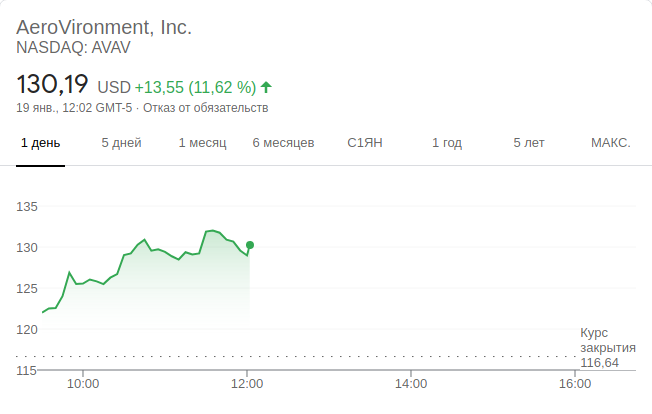 AeroVironment, Inc.
NASDAQ: AVAV
130,19 USD +13,55 (11,62 %)
19 янв., 12:02 GMT-5 · Отказ от обязательств
1 день 5 дней 1 месяц 6 месяцев С1ЯН 1 год 5 лет МАКС.
135
130
125
120
Курс
закрытия
116,64
115
10:00 12:00 14:00 16:00